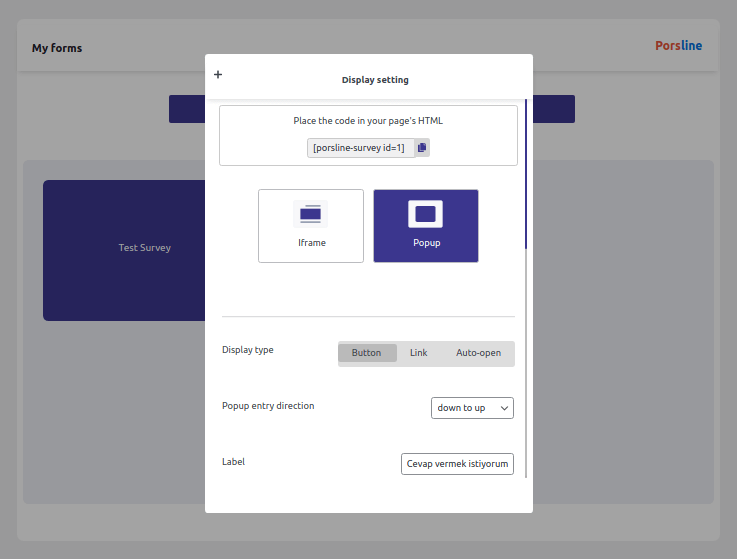 My forms
Porsline
+
Display setting
Place the code in your page's HTML
[porsline-survey id=1]
Iframe
Popup
Test Survey
Display type
Button
Link
Auto-open
Popup entry direction
down to up
Label
Cevap vermek istiyorum